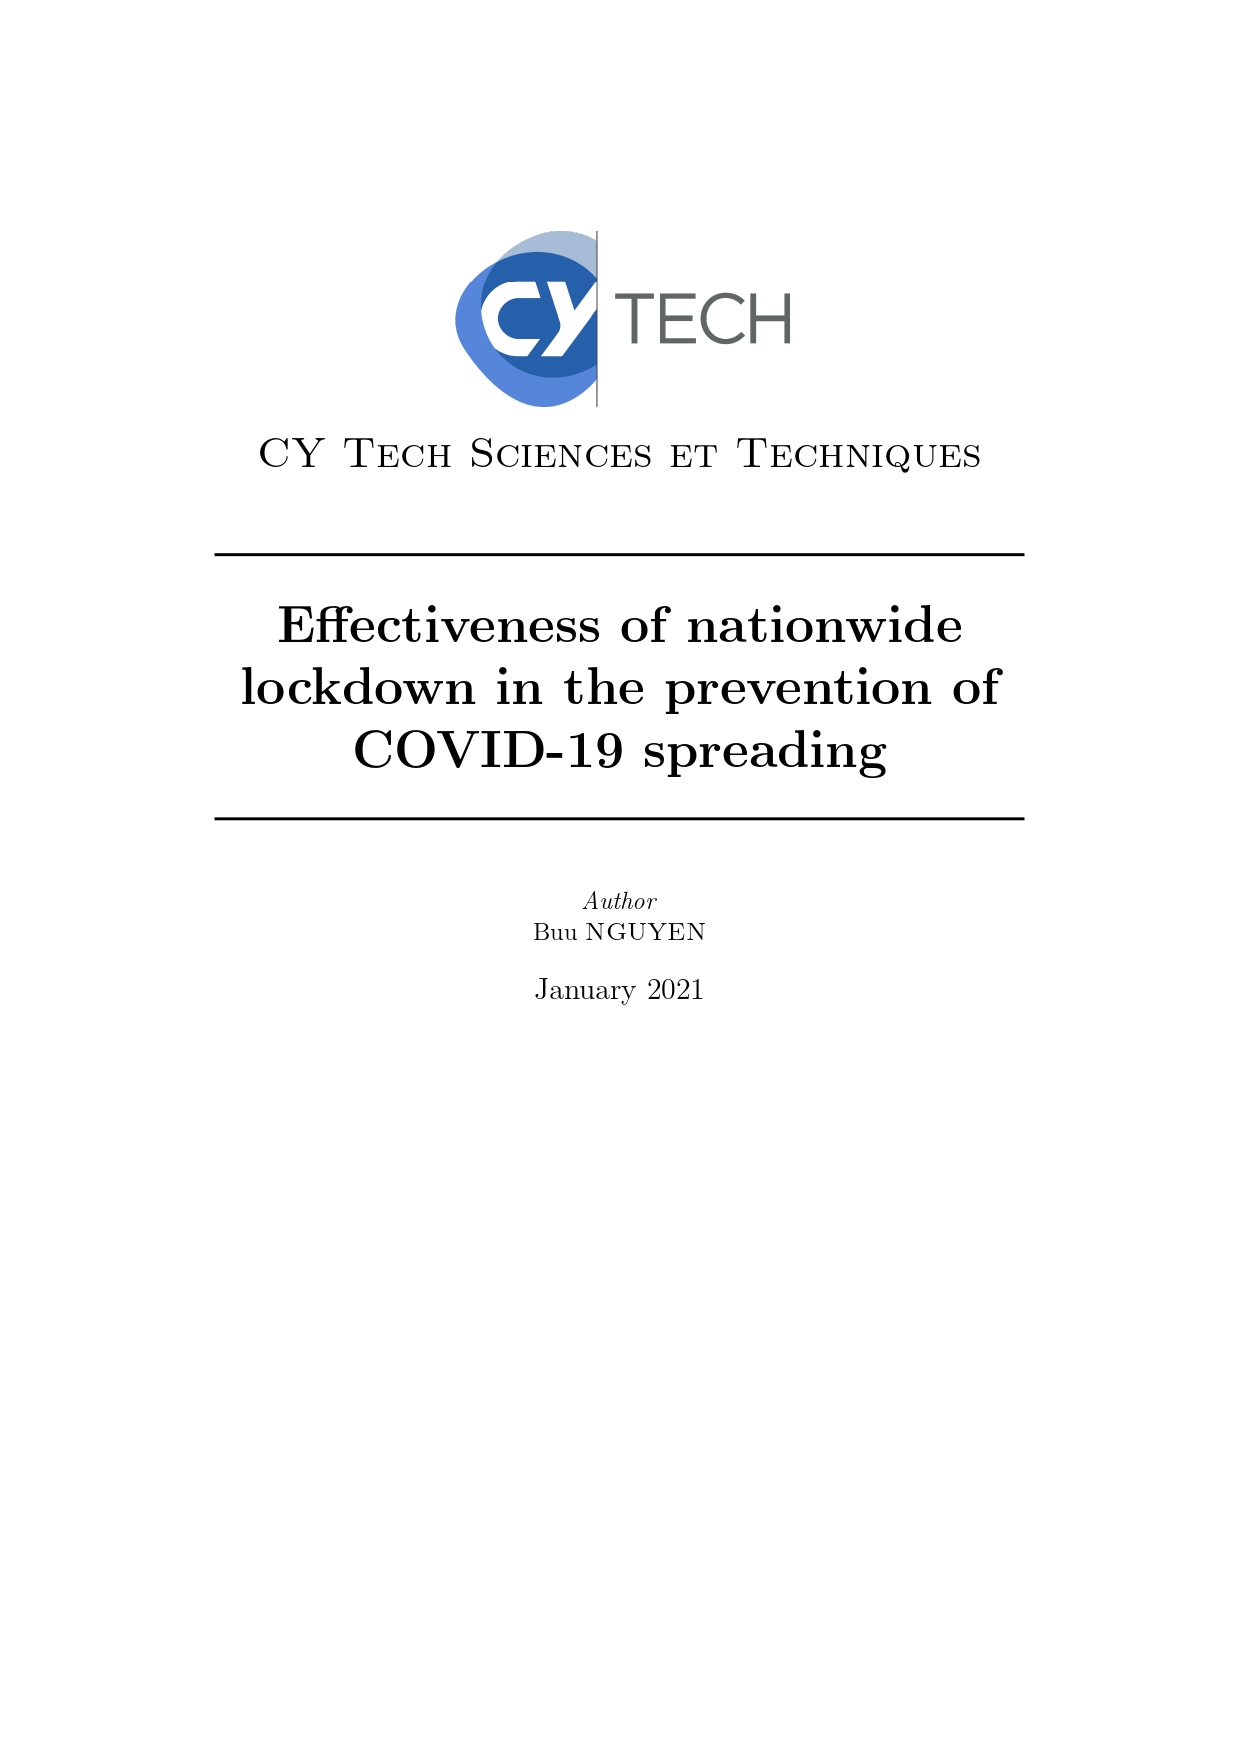 CY TECH
CY Tech Sciences et Techniques
Effectiveness of nationwide
lockdown in the prevention of
COVID-19 spreading
Author
Buu NGUYEN
January 2021